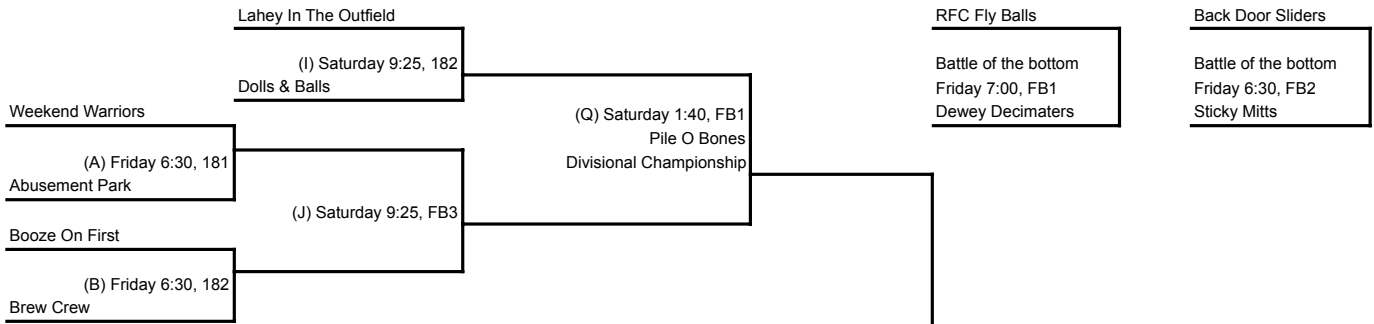 Lahey In The Outfield
RFC Fly Balls
Back Door Sliders
(I) Saturday 9:25, 182
Battle of the bottom
Battle of the bottom
Dolls & Balls
Friday 7:00, FB1
Friday 6:30, FB2
Weekend Warriors
(Q) Saturday 1:40, FB1
Dewey Decimaters
Sticky Mitts
Pile O Bones
(A) Friday 6:30, 181
Divisional Championship
Abusement Park
(J) Saturday 9:25, FB3
Booze On First
(B) Friday 6:30, 182
Brew Crew